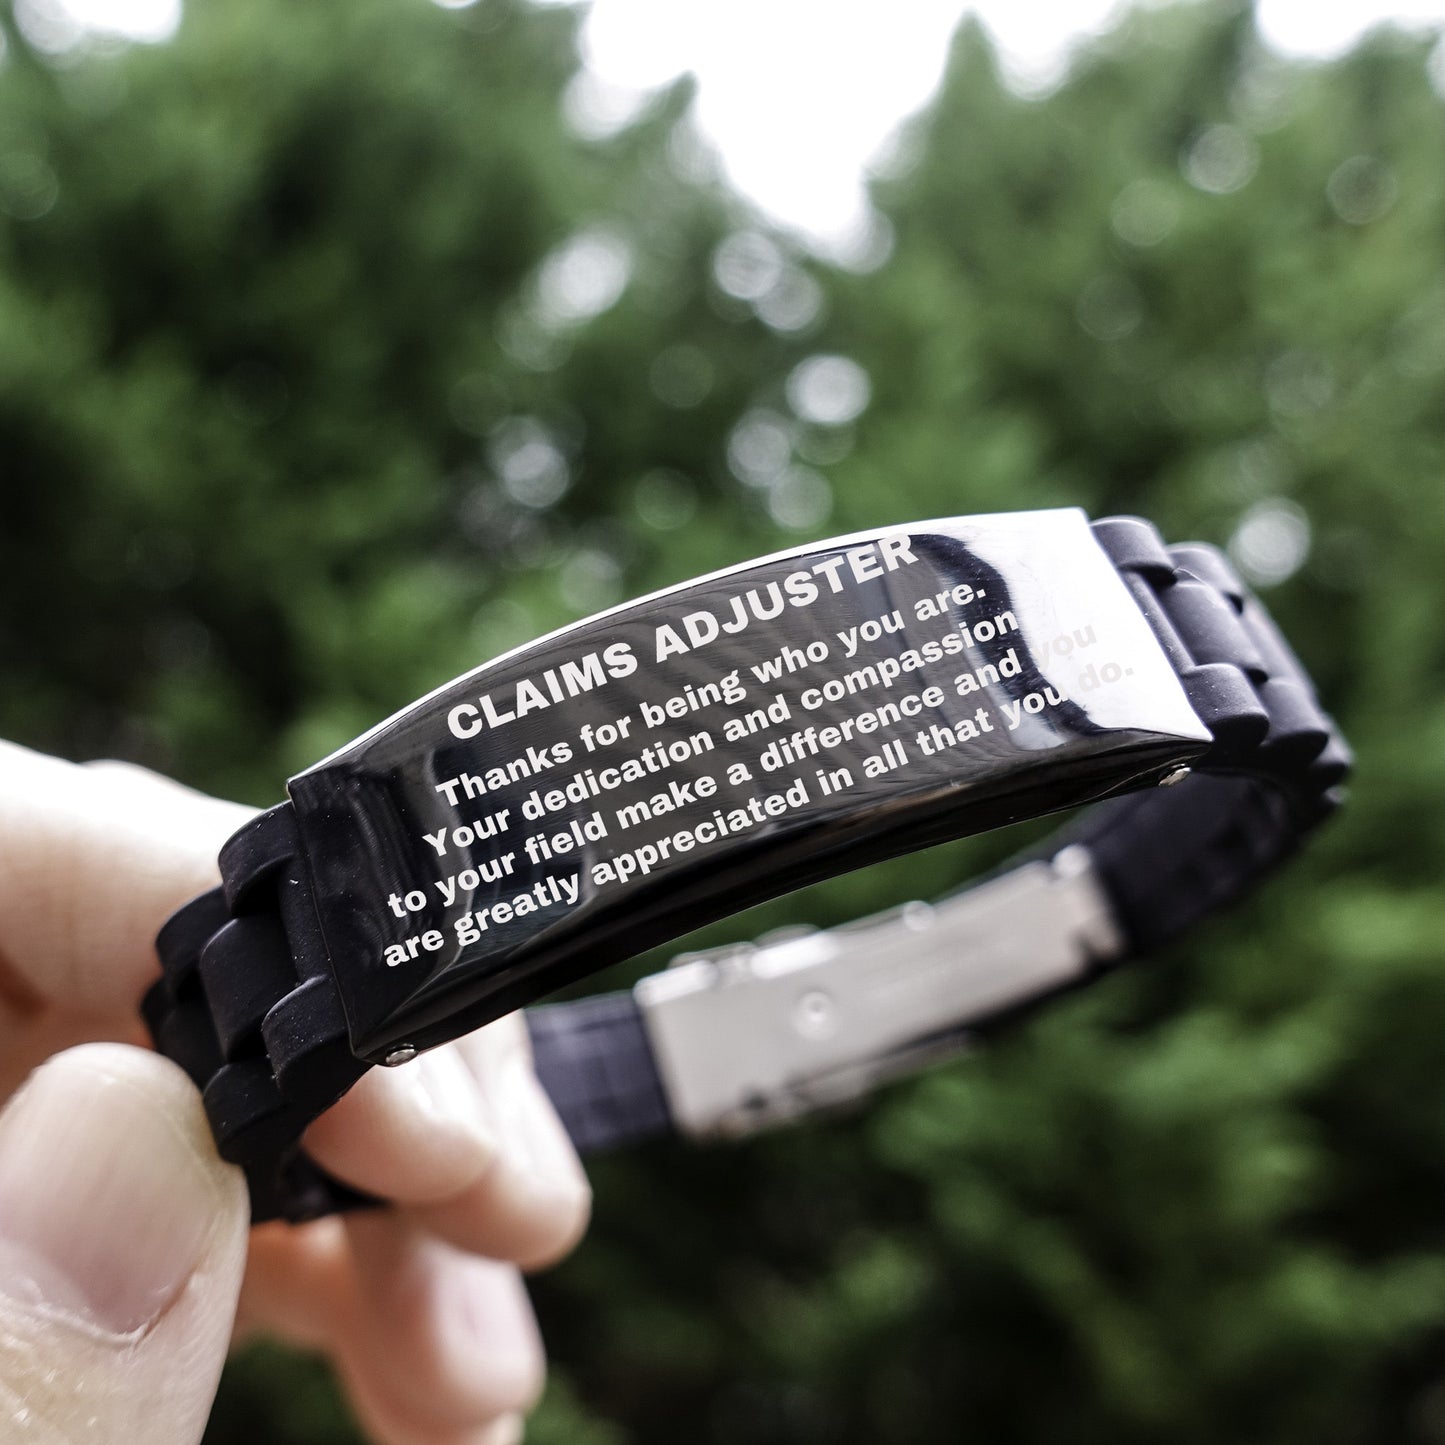 CLAIMS ADJUSTER
Thanks for being who you are.
Your dedication and compassion
to your field make a difference and you
are greatly appreciated in all that you do.